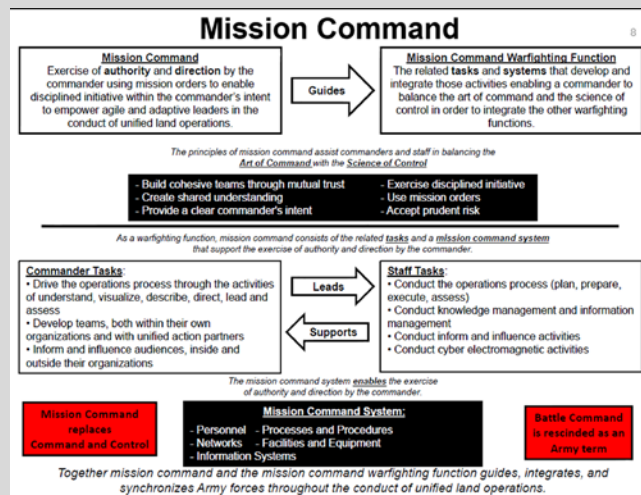 Mission Command
8
Mission Command
Exercise of authority and direction by the
commander using mission orders to enable
disciplined initiative within the commander's intent
to empower agile and adaptive leaders in the
conduct of unified land operations.
Guides
Mission Command Warfighting Function
The related tasks and systems that develop and
integrate those activities enabling a commander to
balance the art of command and the science of
control in order to integrate the other warfighting
functions.
The principles of mission command assist commanders and staff in balancing the
Art of Command with the Science of Control
- Build cohesive teams through mutual trust
- Create shared understanding
- Provide a clear commander's intent
- Exercise disciplined initiative
- Use mission orders
- Accept prudent risk
As a warfighting function, mission command consists of the related tasks and a mission command system
that support the exercise of authority and direction by the commander.
Commander Tasks:
• Drive the operations process through the activities
of understand, visualize, describe, direct, lead and
assess
• Develop teams, both within their own
organizations and with unified action partners
• Inform and influence audiences, inside and
outside their organizations
Leads
Supports
Staff Tasks:
• Conduct the operations process (plan, prepare,
execute, assess)
• Conduct knowledge management and information
management
• Conduct inform and influence activities
• Conduct cyber electromagnetic activities
The mission command system enables the exercise
of authority and direction by the commander.
Mission Command
replaces
Command and Control
Mission Command System:
- Personnel - Processes and Procedures
- Networks - Facilities and Equipment
- Information Systems
Battle Command
is rescinded as an
Army term
Together mission command and the mission command warfighting function guides, integrates, and
synchronizes Army forces throughout the conduct of unified land operations.